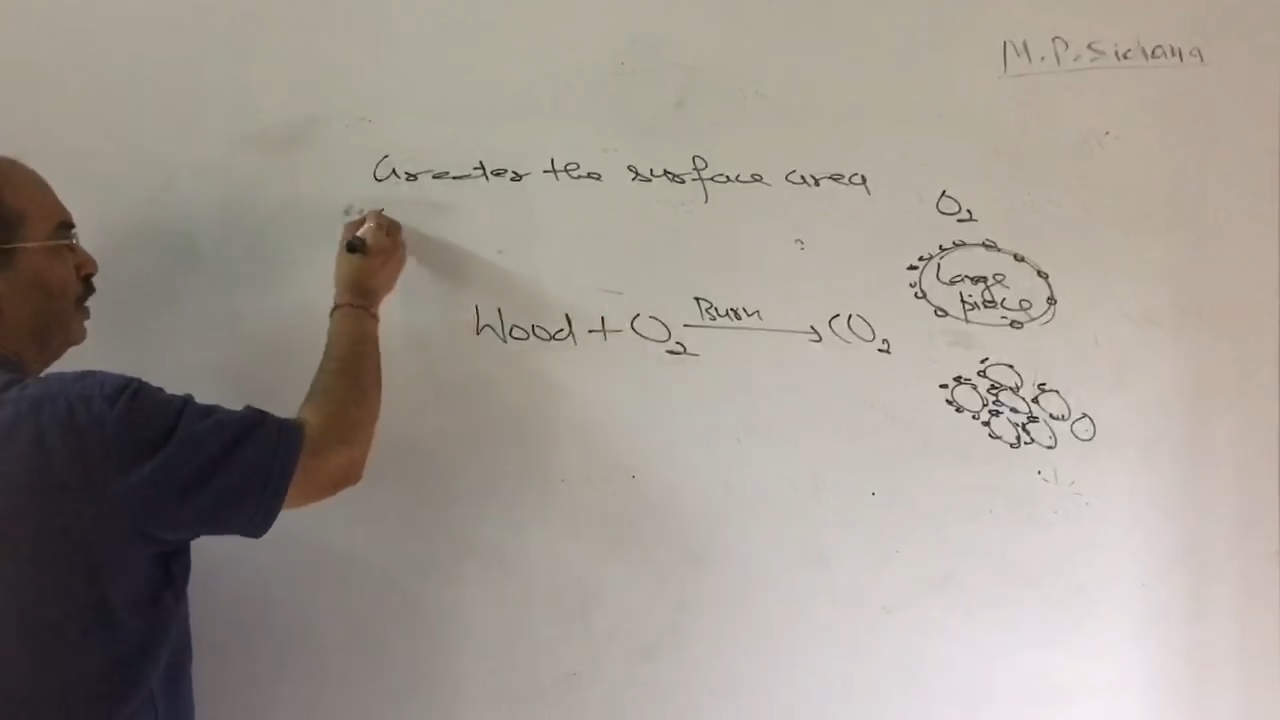 M.P. Sichana
Greater the surface area
O2
Large
piece
Wood + O2 Burn → CO2